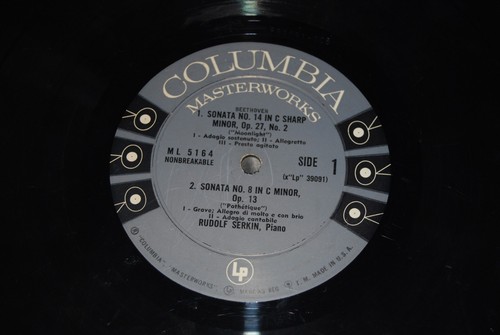 COLUMBIA
MASTERWORKS
BEETHOVEN
1. SONATA NO. 14 IN C SHARP
MINOR, Op. 27, No. 2
("Moonlight")
I - Adagio sostenuto; II - Allegretto
III - Presto agitato
ML 5164
NONBREAKABLE
SIDE 1
(x"Lp" 39091)
2. SONATA NO. 8 IN C MINOR,
Op. 13
("Pathétique")
I - Grave; Allegro di molto e con brio
II - Adagio cantabile
RUDOLF SERKIN, Piano
Lp
® "COLUMBIA" "MASTERWORKS"
MADE IN U.S.A.